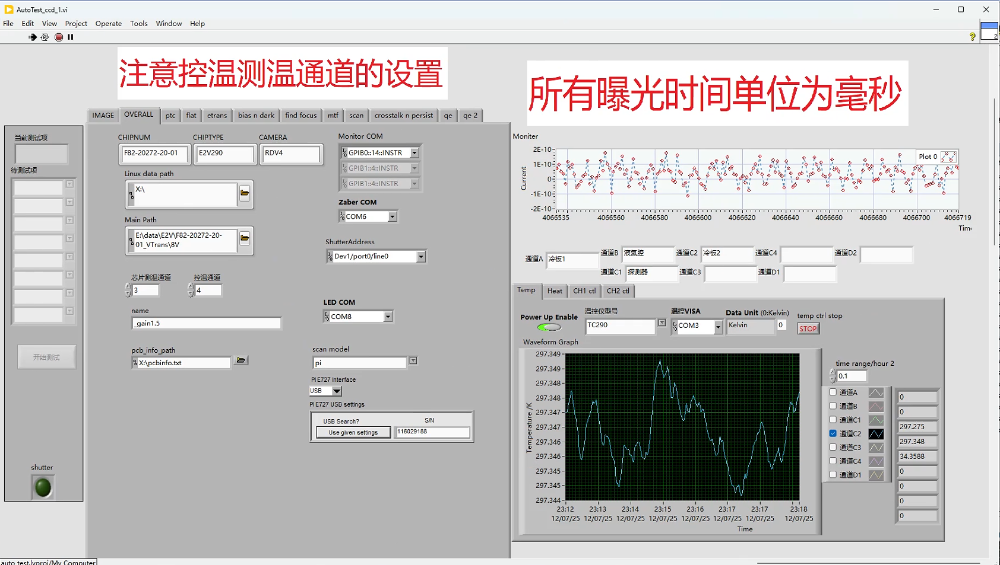 AutoTest_ccd_1.vi
File Edit View Project Operate Tools Window Help
2
注意控温测温通道的设置
所有曝光时间单位为毫秒
IMAGE OVERALL ptc flat etrans bias n dark find focus mtf scan crosstalk n persist qe qe 2
当前测试项
待测试项
开始测试
shutter
CHIPNUM CHIPTYPE CAMERA
F82-20272-20-01 E2V290 RDV4
Linux data path
X:\
Main Path
E:\data\E2V\F82-20272-20-
01_VTrans\8V
芯片测温通道 控温通道
3 4
name
_gain1.5
pcb_info_path
X:\pcbinfo.txt
Monitor COM
GPIB0::14::INSTR
GPIB1::4::INSTR
GPIB1::4::INSTR
Zaber COM
COM6
ShutterAddress
Dev1/port0/line0
LED COM
COM8
scan model
pi
PI E727 Interface
USB
PI E727 USB settings
USB Search? S/N
Use given settings 116029188
Moniter
Plot 0
2E-10
1E-10
0
-1E-10
-2E-10
Current
4066535 4066560 4066580 4066600 4066620 4066640 4066660 4066680 4066700 4066719
Time
通道A 冷板1 通道B 液氮腔 通道C2 冷板2 通道C4 通道D2
通道C1 探测器 通道C3 通道D1
Temp Heat CH1 ctl CH2 ctl
Power Up Enable
温控仪型号
TC290
温控VISA
COM3
Data Unit (0:Kelvin)
Kelvin 0
temp ctrl stop
STOP
Waveform Graph
297.349
297.349
297.348
297.348
297.347
297.347
297.346
297.346
297.345
297.345
297.344
Temperature /K
23:12 23:13 23:14 23:15 23:16 23:17 23:17 23:18
12/07/25 12/07/25 12/07/25 12/07/25 12/07/25 12/07/25 12/07/25 12/07/25
Time
time range/hour 2
0.1
通道A 0
通道B 0
通道C1 297.275
通道C2 297.348
通道C3 34.3588
通道C4 0
通道D1 0
0
0
auto test.lvproj/My Computer